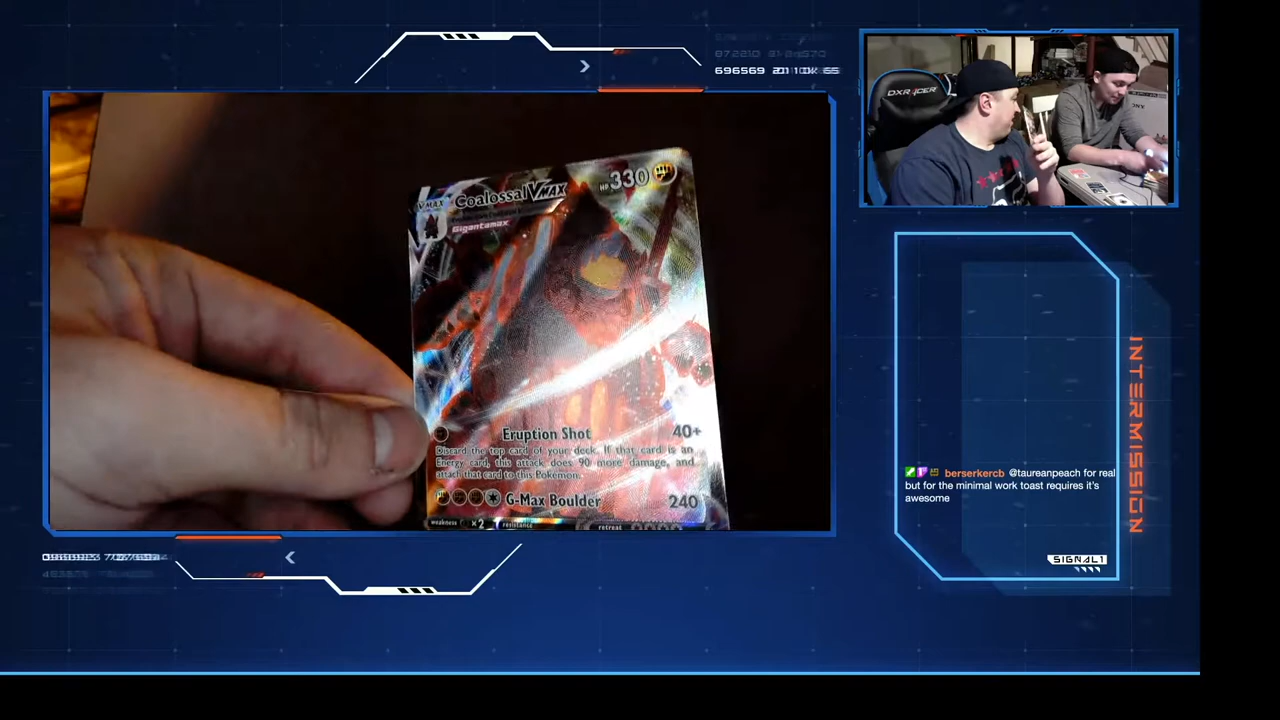 696569
DXRACER
VMAX
Coalossal VMAX
HP 330
Gigantamax
Eruption Shot 40+
Discard the top card of your deck. If that card is an
Energy card, this attack does 90 more damage, and
attach that card to this Pokémon.
G-Max Boulder 240
weakness x2 resistance retreat
INTERMISSION
berserkercb @taureanpeach for real
but for the minimal work toast requires it's
awesome
SIGNAL1